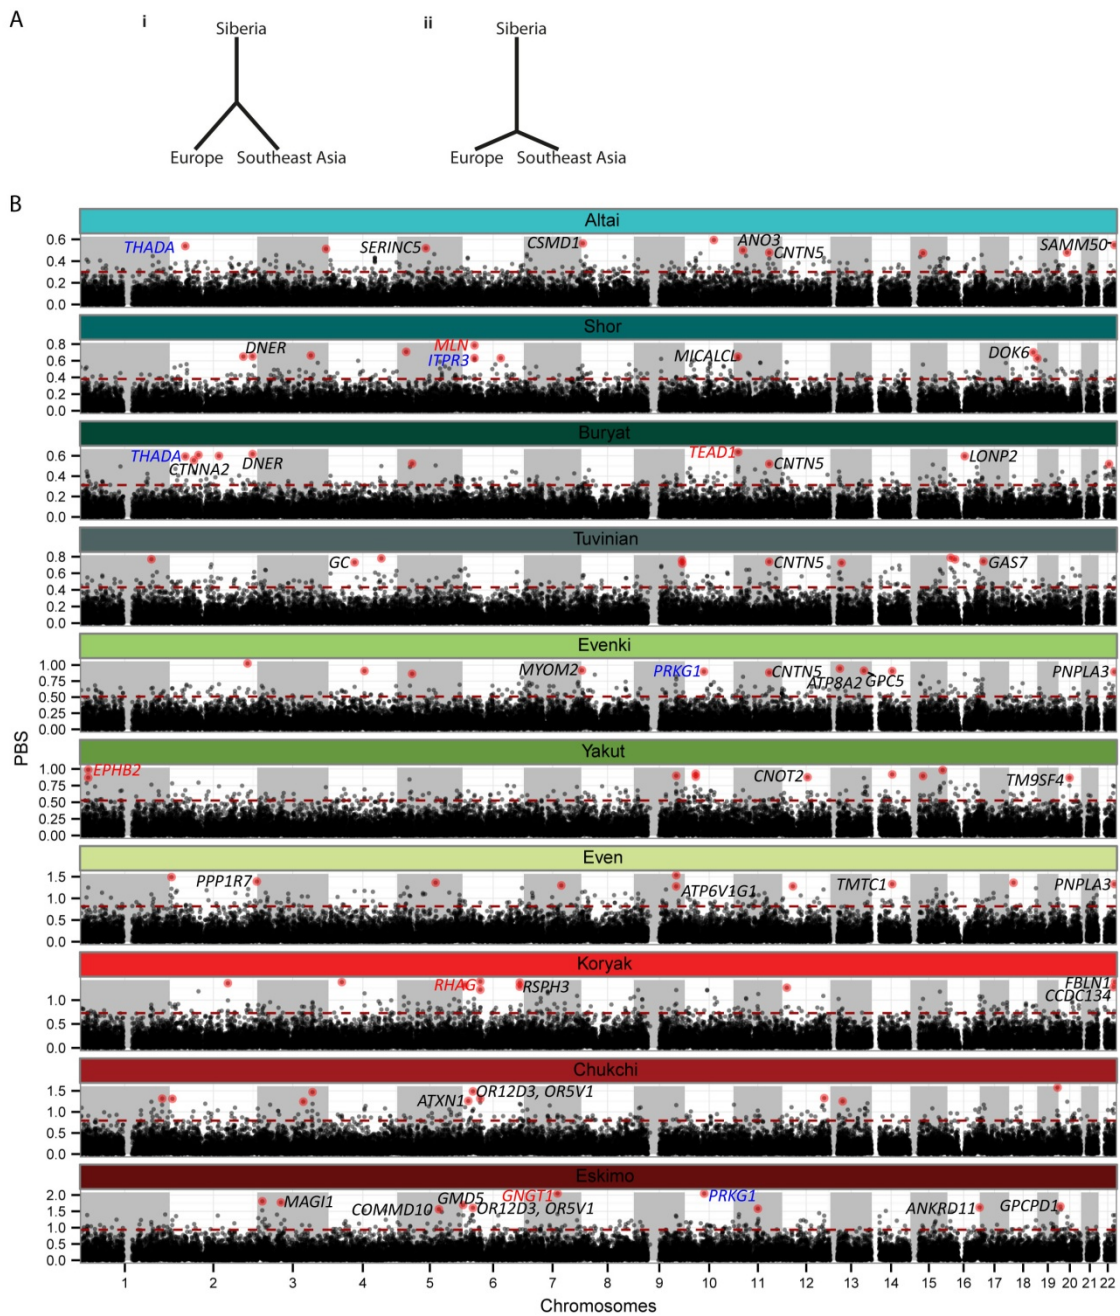 A
i
ii
Siberia
Siberia
Europe Southeast Asia
Europe Southeast Asia
B
PBS
Altai
0.6
0.4
0.2
0.0
THADA
SERINC5
CSMD1
ANO3
CNTN5
SAMM50
Shor
0.8
0.6
0.4
0.2
0.0
DNER
MLN
ITPR3
MICALCL
DOK6
Buryat
0.6
0.4
0.2
0.0
THADA
CTNNA2
DNER
TEAD1
CNTN5
LONP2
Tuvinian
0.8
0.6
0.4
0.2
0.0
GC
CNTN5
GAS7
Evenki
1.00
0.75
0.50
0.25
0.00
MYOM2
PRKG1
CNTN5
ATP8A2
GPC5
PNPLA3
Yakut
1.00
0.75
0.50
0.25
0.00
EPHB2
CNOT2
TM9SF4
Even
1.5
1.0
0.5
0.0
PPP1R7
ATP6V1G1
TMTC1
PNPLA3
Koryak
1.0
0.5
0.0
RHAG
RSPH3
FBLN1
CCDC134
Chukchi
1.5
1.0
0.5
0.0
ATXN1
OR12D3, OR5V1
Eskimo
2.0
1.5
1.0
0.5
0.0
MAGI1
COMMD10
GMD5
OR12D3, OR5V1
GNGT1
PRKG1
ANKRD11
GPCPD1
1 2 3 4 5 6 7 8 9 10 11 12 13 14 15 16 17 18 19 20 21 22
Chromosomes